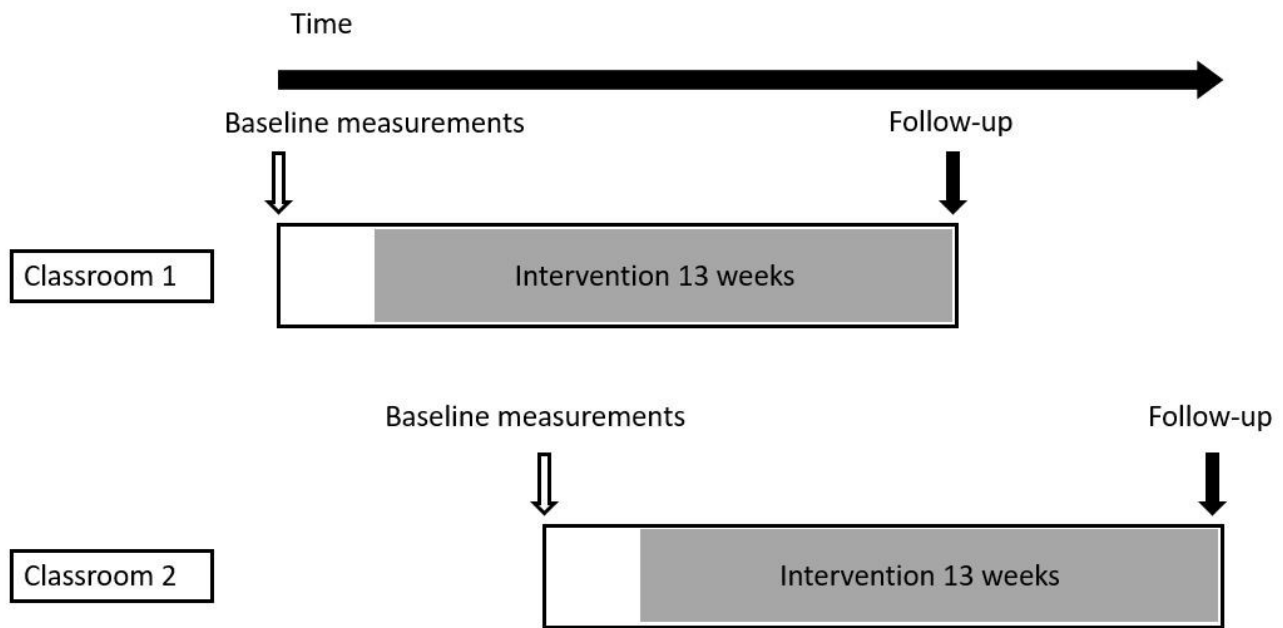 Time
Baseline measurements
Follow-up
Classroom 1
Intervention 13 weeks
Baseline measurements
Follow-up
Classroom 2
Intervention 13 weeks